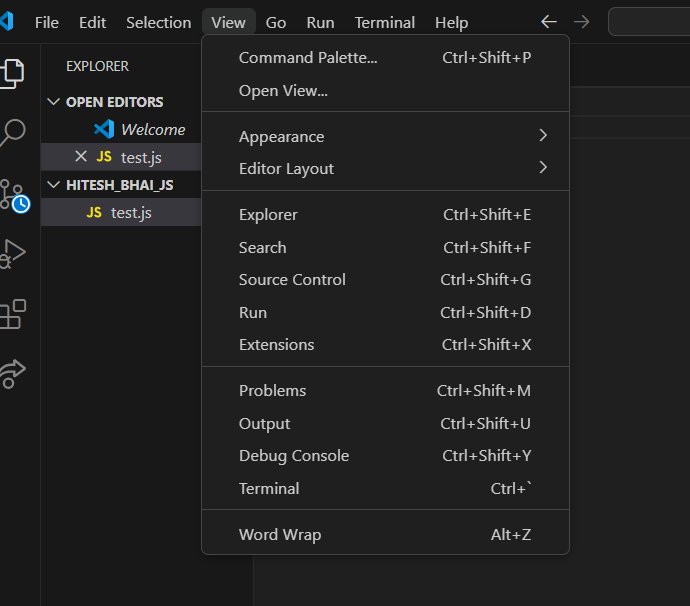 File Edit Selection View Go Run Terminal Help
EXPLORER
OPEN EDITORS
Welcome
JS test.js
HITESH_BHAI_JS
JS test.js
Command Palette... Ctrl+Shift+P
Open View...
Appearance
Editor Layout
Explorer Ctrl+Shift+E
Search Ctrl+Shift+F
Source Control Ctrl+Shift+G
Run Ctrl+Shift+D
Extensions Ctrl+Shift+X
Problems Ctrl+Shift+M
Output Ctrl+Shift+U
Debug Console Ctrl+Shift+Y
Terminal Ctrl+`
Word Wrap Alt+Z